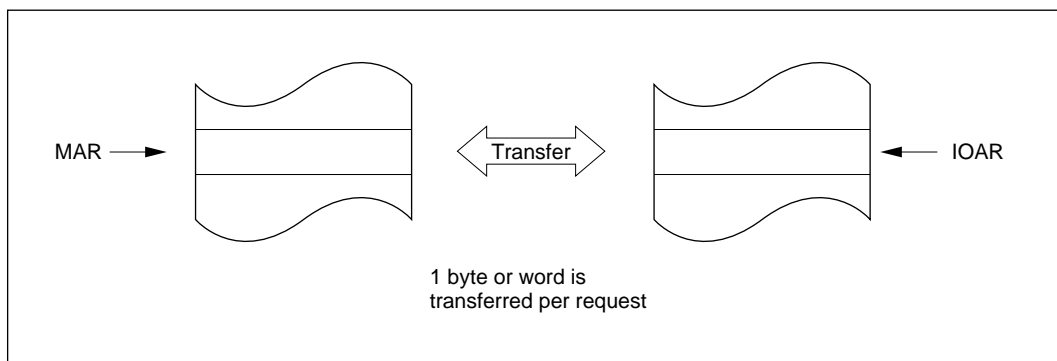 MAR
Transfer
IOAR
1 byte or word is
transferred per request